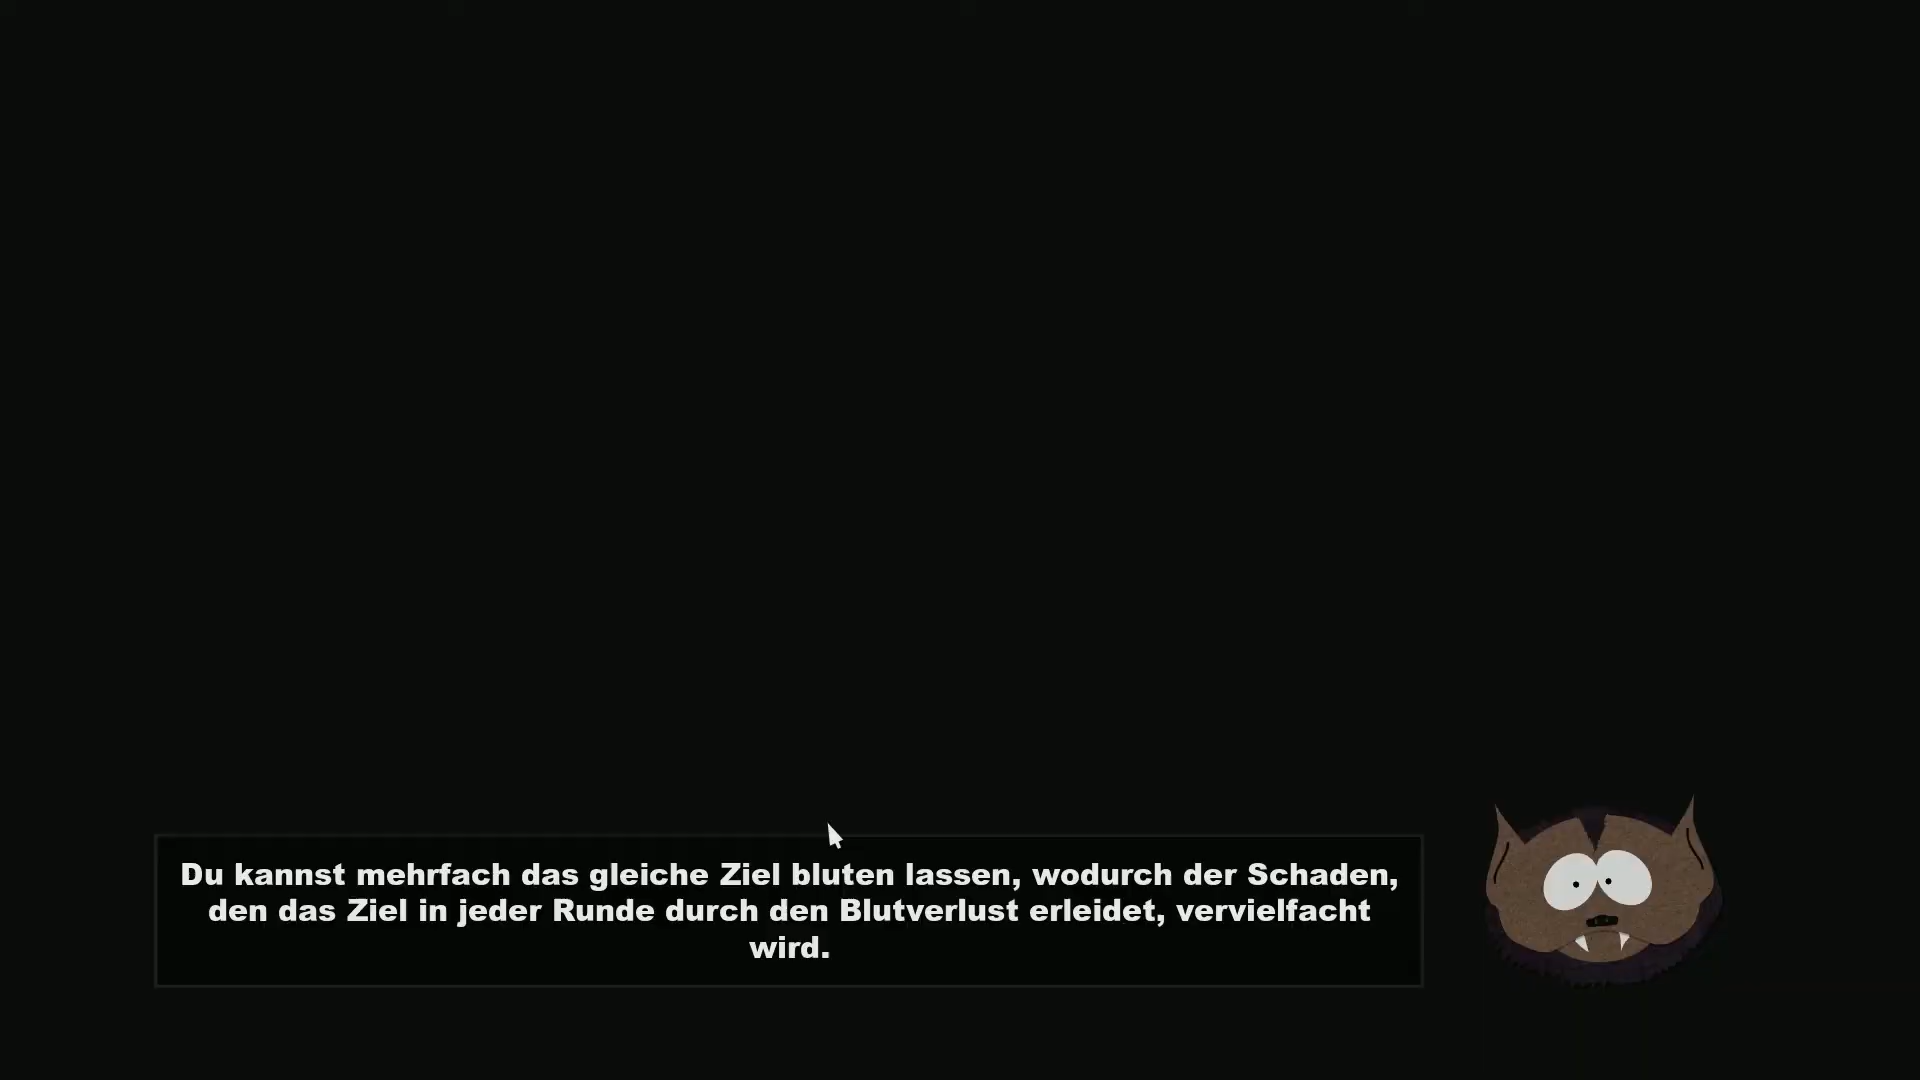 Du kannst mehrfach das gleiche Ziel bluten lassen, wodurch der Schaden,
den das Ziel in jeder Runde durch den Blutverlust erleidet, vervielfacht
wird.